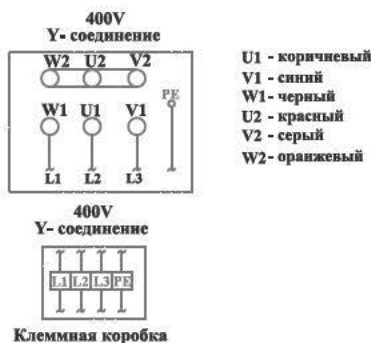 400V
Y- соединение
W2 U2 V2
PE
W1 U1 V1
L1 L2 L3
U1 - коричневый
V1 - синий
W1 - черный
U2 - красный
V2 - серый
W2 - оранжевый
400V
Y- соединение
L1 L2 L3 PE
Клеммная коробка